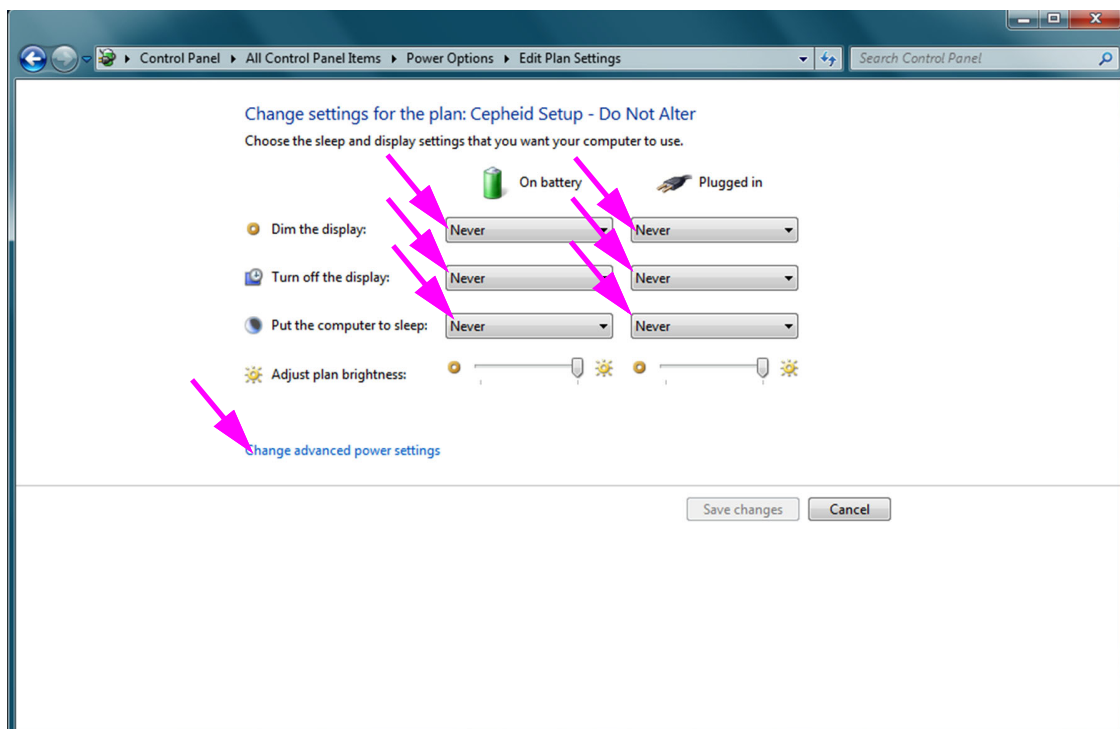 Control Panel All Control Panel Items Power Options Edit Plan Settings Search Control Panel
Change settings for the plan: Cepheid Setup - Do Not Alter
Choose the sleep and display settings that you want your computer to use.
On battery Plugged in
Dim the display: Never Never
Turn off the display: Never Never
Put the computer to sleep: Never Never
Adjust plan brightness:
Change advanced power settings
Save changes Cancel